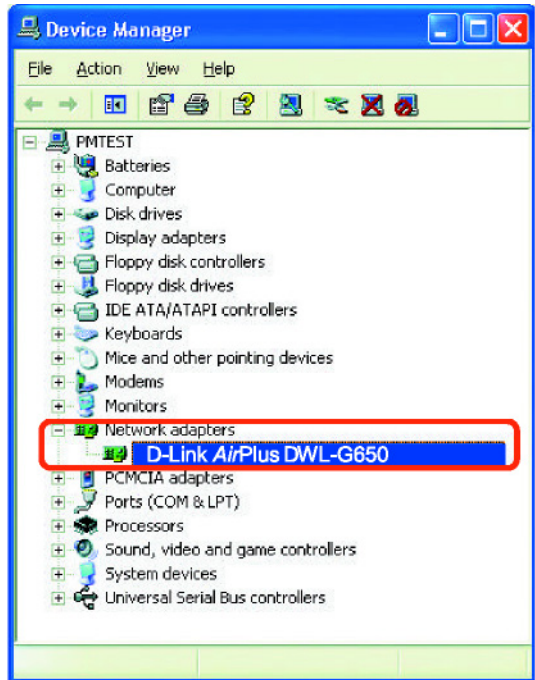 Device Manager
File Action View Help
PMTEST
Batteries
Computer
Disk drives
Display adapters
Floppy disk controllers
Floppy disk drives
IDE ATA/ATAPI controllers
Keyboards
Mice and other pointing devices
Modems
Monitors
Network adapters
D-Link AirPlus DWL-G650
PCMCIA adapters
Ports (COM & LPT)
Processors
Sound, video and game controllers
System devices
Universal Serial Bus controllers